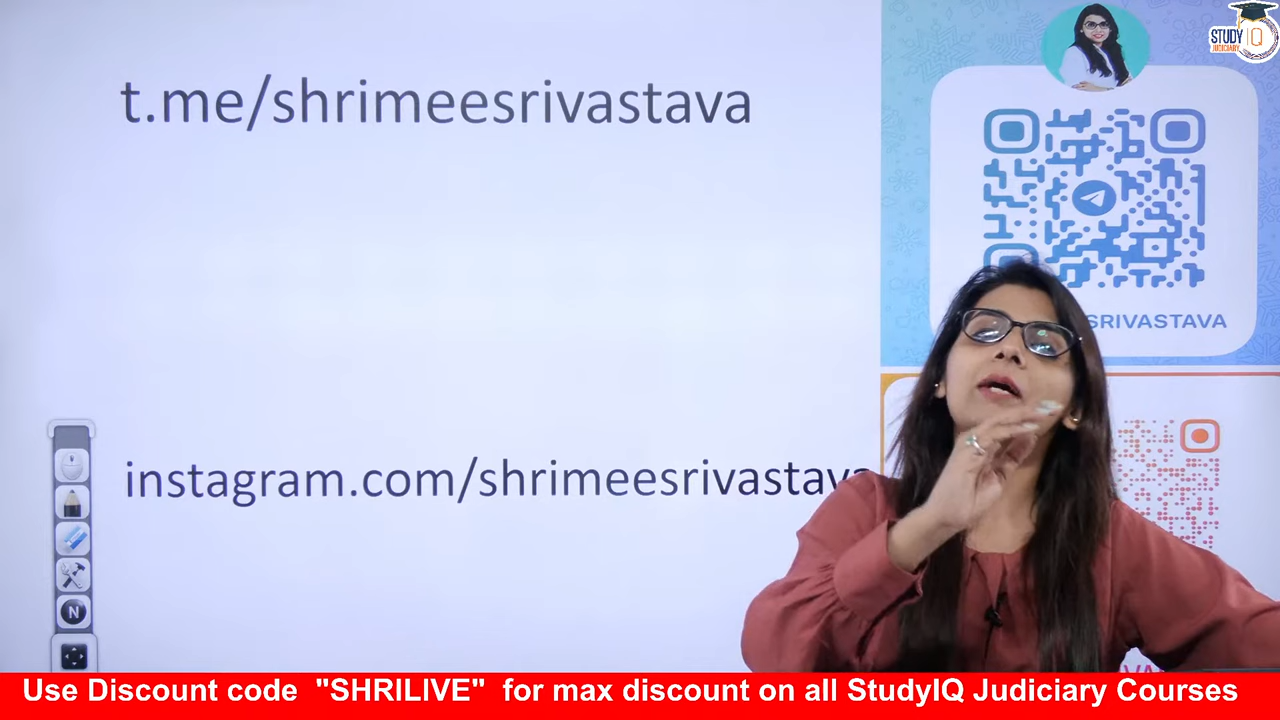 t.me/shrimeesrivastava
STUDY IQ
JUDICIARY
SRIVASTAVA
instagram.com/shrimeesrivastava
N
Use Discount code "SHRILIVE" for max discount on all StudyIQ Judiciary Courses